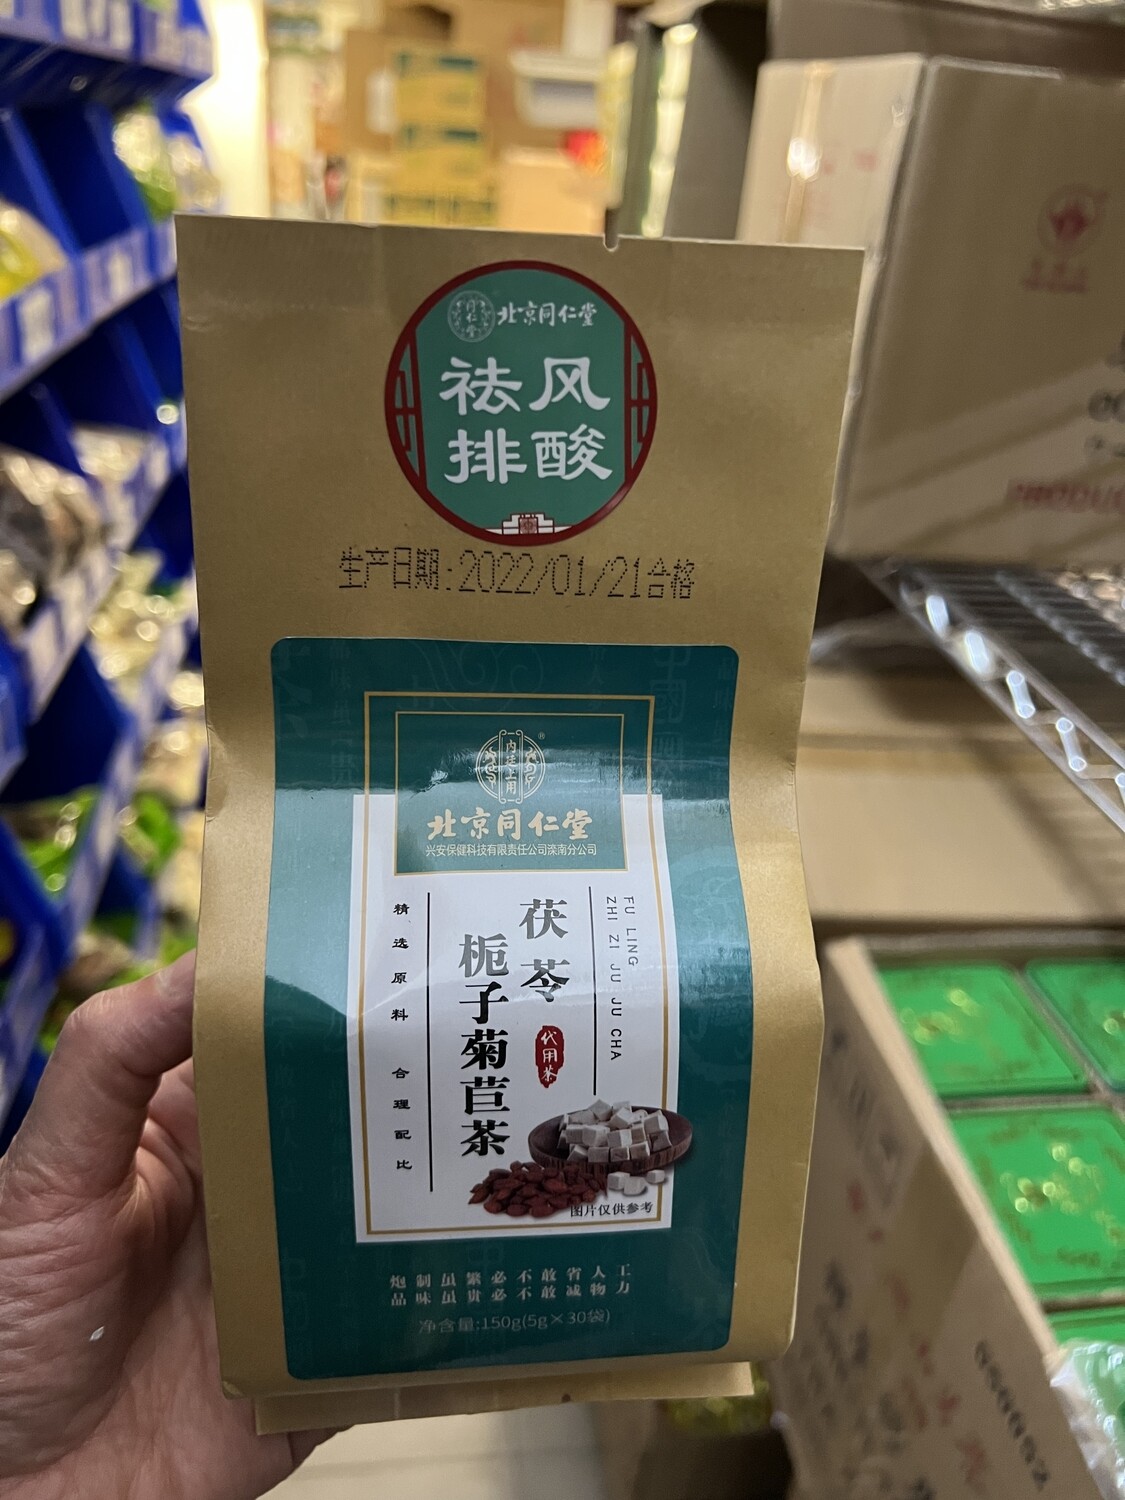 同仁堂
北京同仁堂
祛风
排酸
生产日期:2022/01/21合格
内廷上用
®
北京同仁堂
兴安保健科技有限责任公司滦南分公司
茯苓
栀子菊苣茶
代用茶
FU LING
ZHI ZI JU JU CHA
精选原料 合理配比
图片仅供参考
炮制虽繁必不敢省人工
品味虽贵必不敢减物力
净含量:150g(5g×30袋)